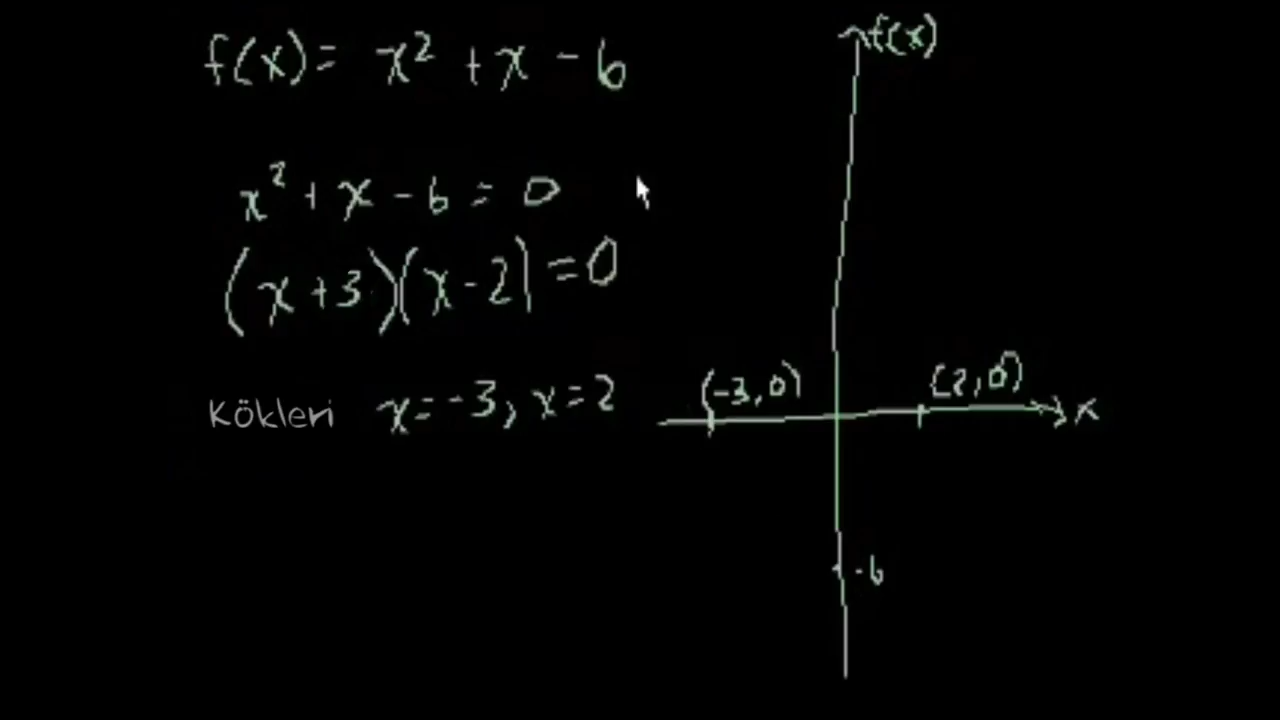 f(x) = x² + x - 6
x² + x - 6 = 0
(x+3)(x-2) = 0
Kökleri x=-3, x=2
f(x)
(-3,0)
(2,0)
x
-6